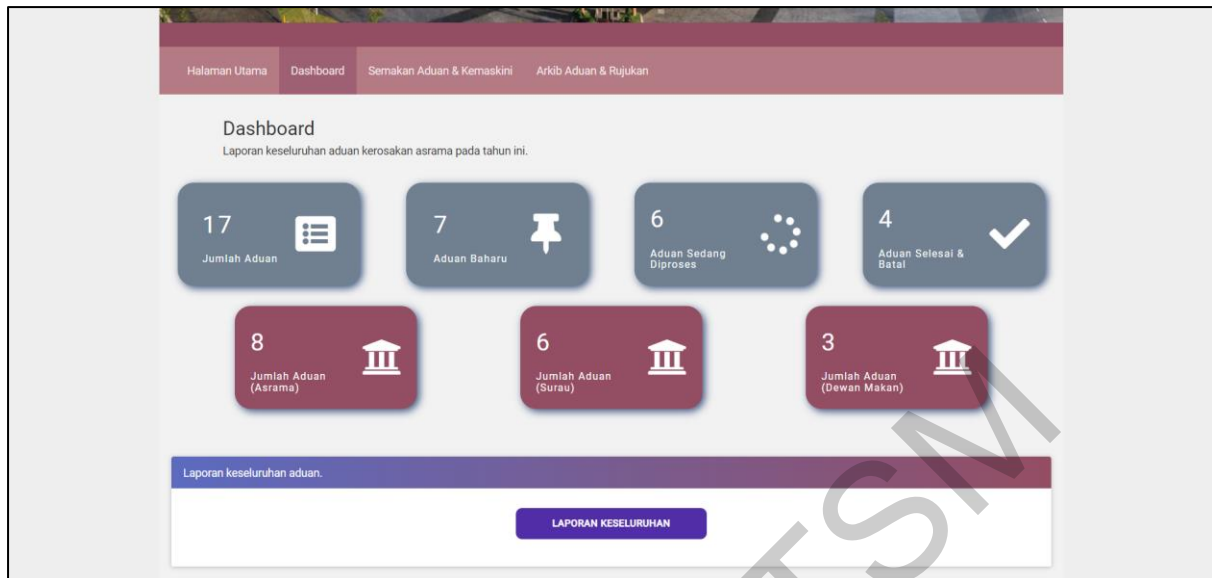 Halaman Utama Dashboard Semakan Aduan & Kemaskini Arkib Aduan & Rujukan
Dashboard
Laporan keseluruhan aduan kerosakan asrama pada tahun ini.
17
Jumlah Aduan
7
Aduan Baharu
6
Aduan Sedang
Diproses
4
Aduan Selesai &
Batal
8
Jumlah Aduan
(Asrama)
6
Jumlah Aduan
(Surau)
3
Jumlah Aduan
(Dewan Makan)
Laporan keseluruhan aduan.
LAPORAN KESELURUHAN